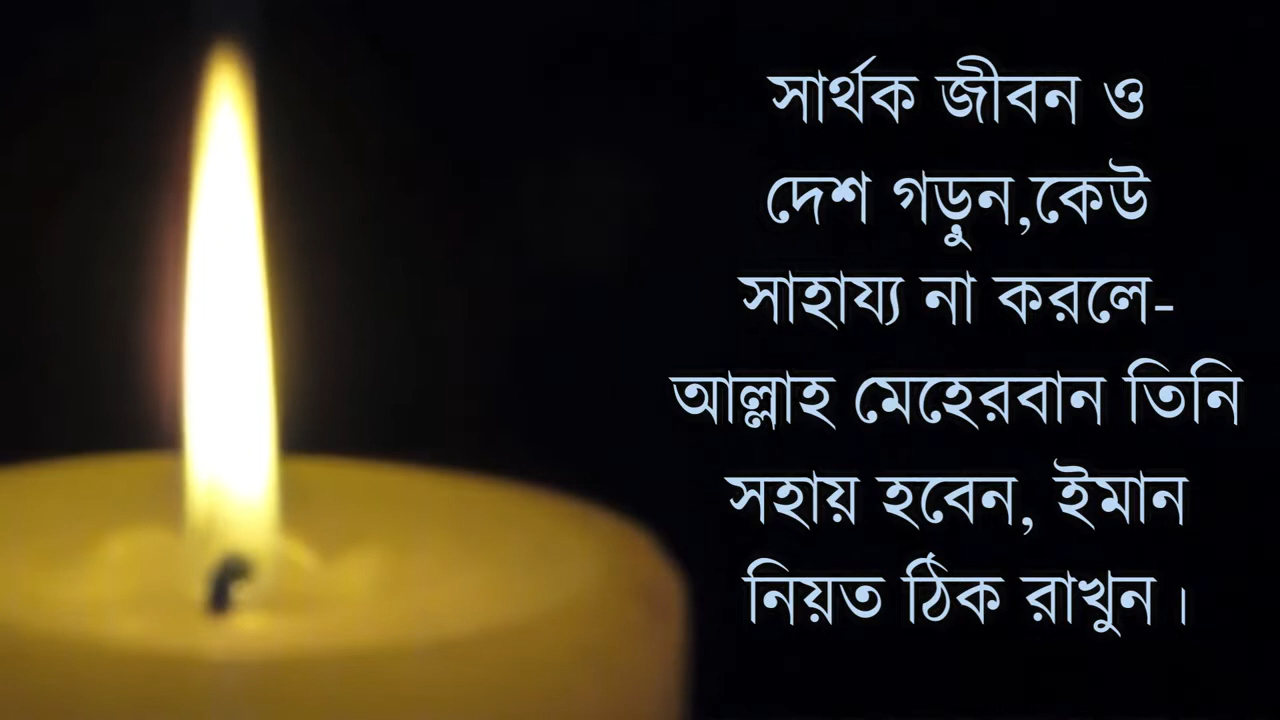 সার্থক জীবন ও
দেশ গড়ুন,কেউ
সাহায্য না করলে-
আল্লাহ মেহেরবান তিনি
সহায় হবেন, ইমান
নিয়ত ঠিক রাখুন।